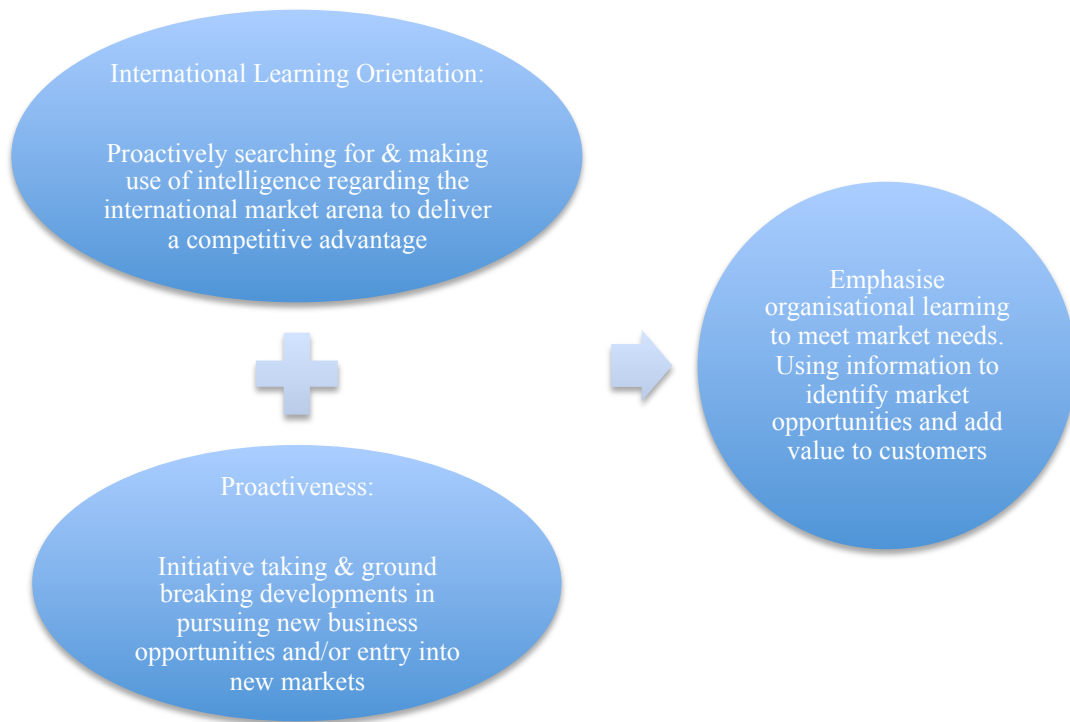 International Learning Orientation:
Proactively searching for & making
use of intelligence regarding the
international market arena to deliver
a competitive advantage
Proactiveness:
Initiative taking & ground
breaking developments in
pursuing new business
opportunities and/or entry into
new markets
Emphasise
organisational learning
to meet market needs.
Using information to
identify market
opportunities and add
value to customers